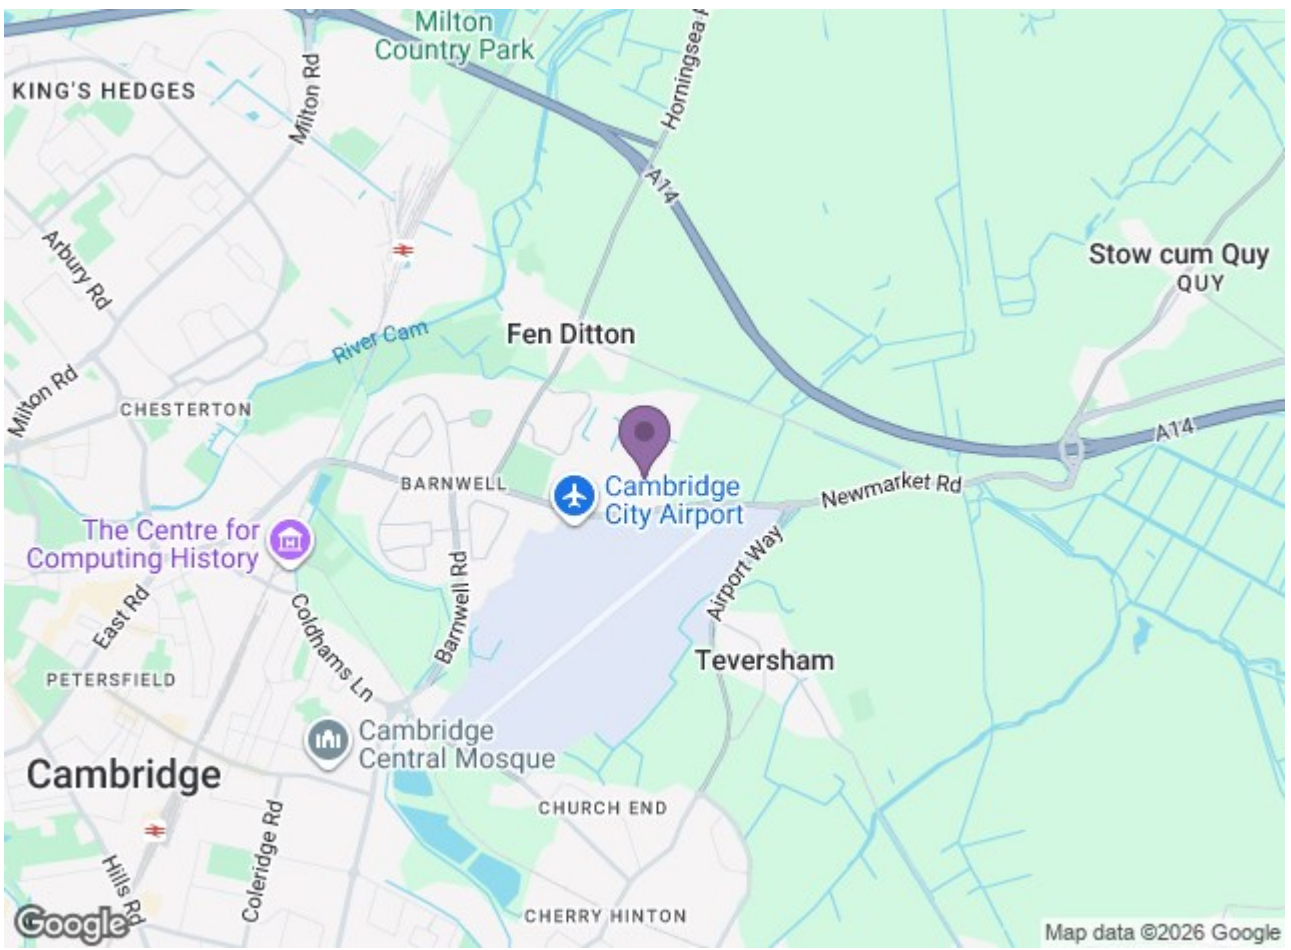 Milton
Country Park
Horningsea
KING'S HEDGES
Milton Rd
A14
Arbury Rd
Stow cum Quy
QUY
River Cam
Fen Ditton
Milton Rd
CHESTERTON
A14
BARNWELL
Cambridge
City Airport
Newmarket Rd
The Centre for
Computing History
Airport Way
East Rd
Coldhams Ln
Barnwell Rd
Teversham
PETERSFIELD
Cambridge
Central Mosque
Cambridge
CHURCH END
Coleridge Rd
Hills Rd
CHERRY HINTON
Google
Map data ©2026 Google